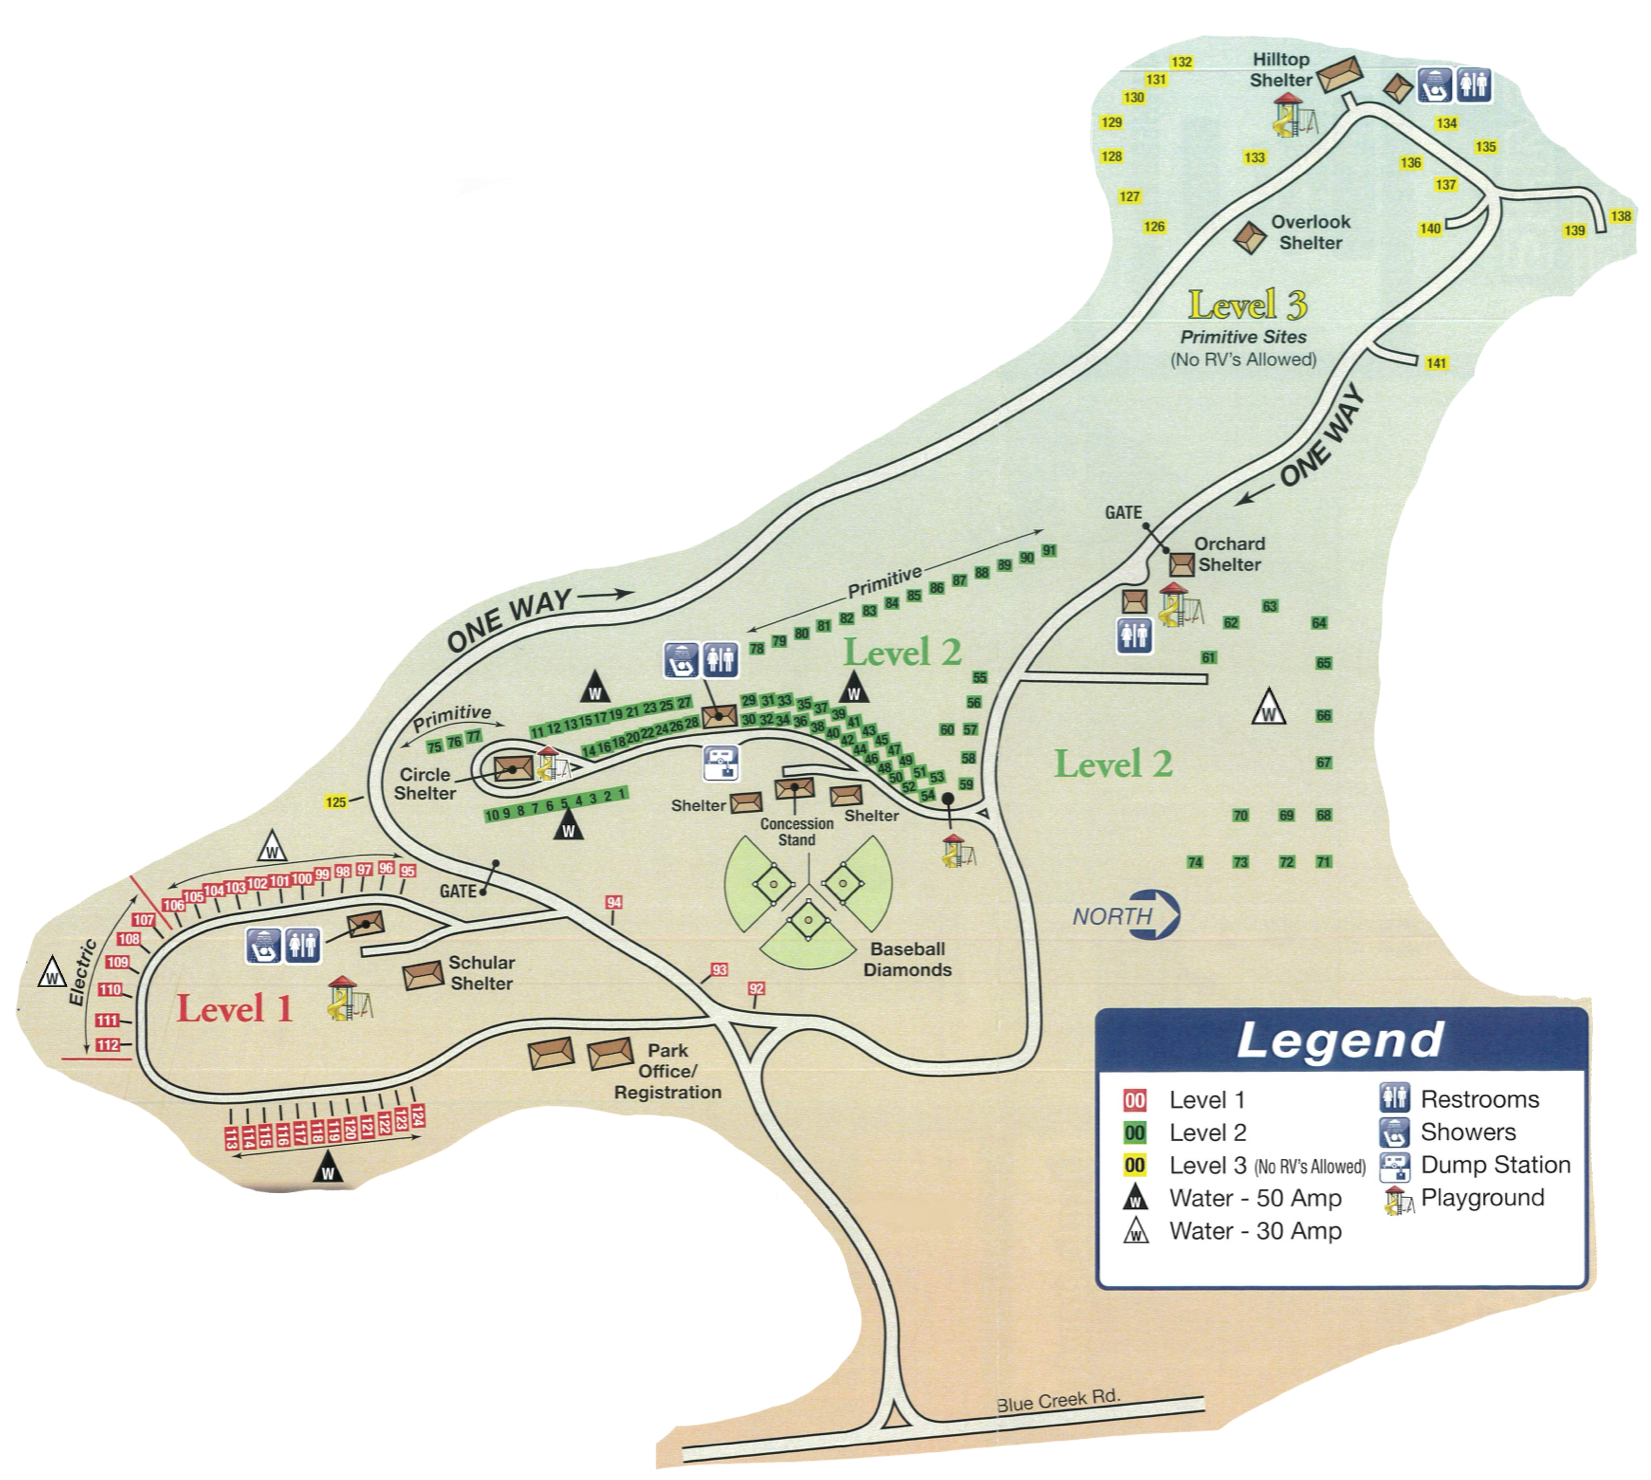 132
131
130
129
128
127
126
Hilltop
Shelter
133
134
135
136
137
138
139
140
141
Overlook
Shelter
Level 3
Primitive Sites
(No RV's Allowed)
ONE WAY
GATE
Orchard
Shelter
Primitive
78 79 80 81 82 83 84 85 86 87 88 89 90 91
Level 2
ONE WAY
W
W
Primitive
75 76 77
11 12 13 15 17 19 21 23 25 27
14 16 18 20 22 24 26 28
29 31 33 35 37 39 41 43 45 47 49 51 53
30 32 34 36 38 40 42 44 46 48 50 52 54
55
56
60 57
58
59
61
62
63
64
65
66
67
68
69
70
71
72
73
74
W
Level 2
Circle
Shelter
10 9 8 7 6 5 4 3 2 1
W
125
Shelter
Concession
Stand
Shelter
Baseball
Diamonds
NORTH
GATE
W
106 105 104 103 102 101 100 99 98 97 96 95
107
108
109
110
111
112
Electric
W
94
93
92
Schular
Shelter
Level 1
Park
Office/
Registration
113 114 115 116 117 118 119 120 121 122 123 124
W
Legend
00 Level 1
00 Level 2
00 Level 3 (No RV's Allowed)
W Water - 50 Amp
W Water - 30 Amp
Restrooms
Showers
Dump Station
Playground
Blue Creek Rd.